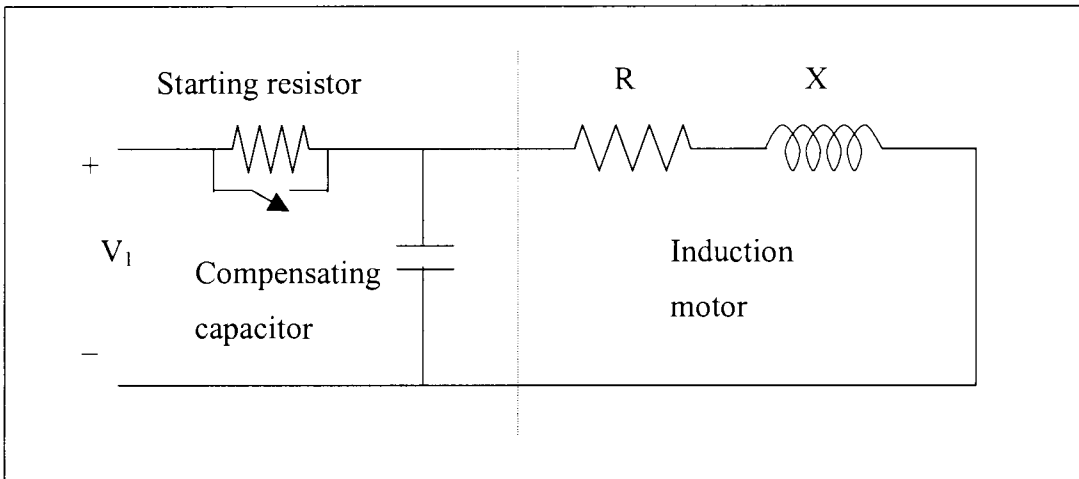 Starting resistor
R
X
+
V₁
−
Compensating
capacitor
Induction
motor